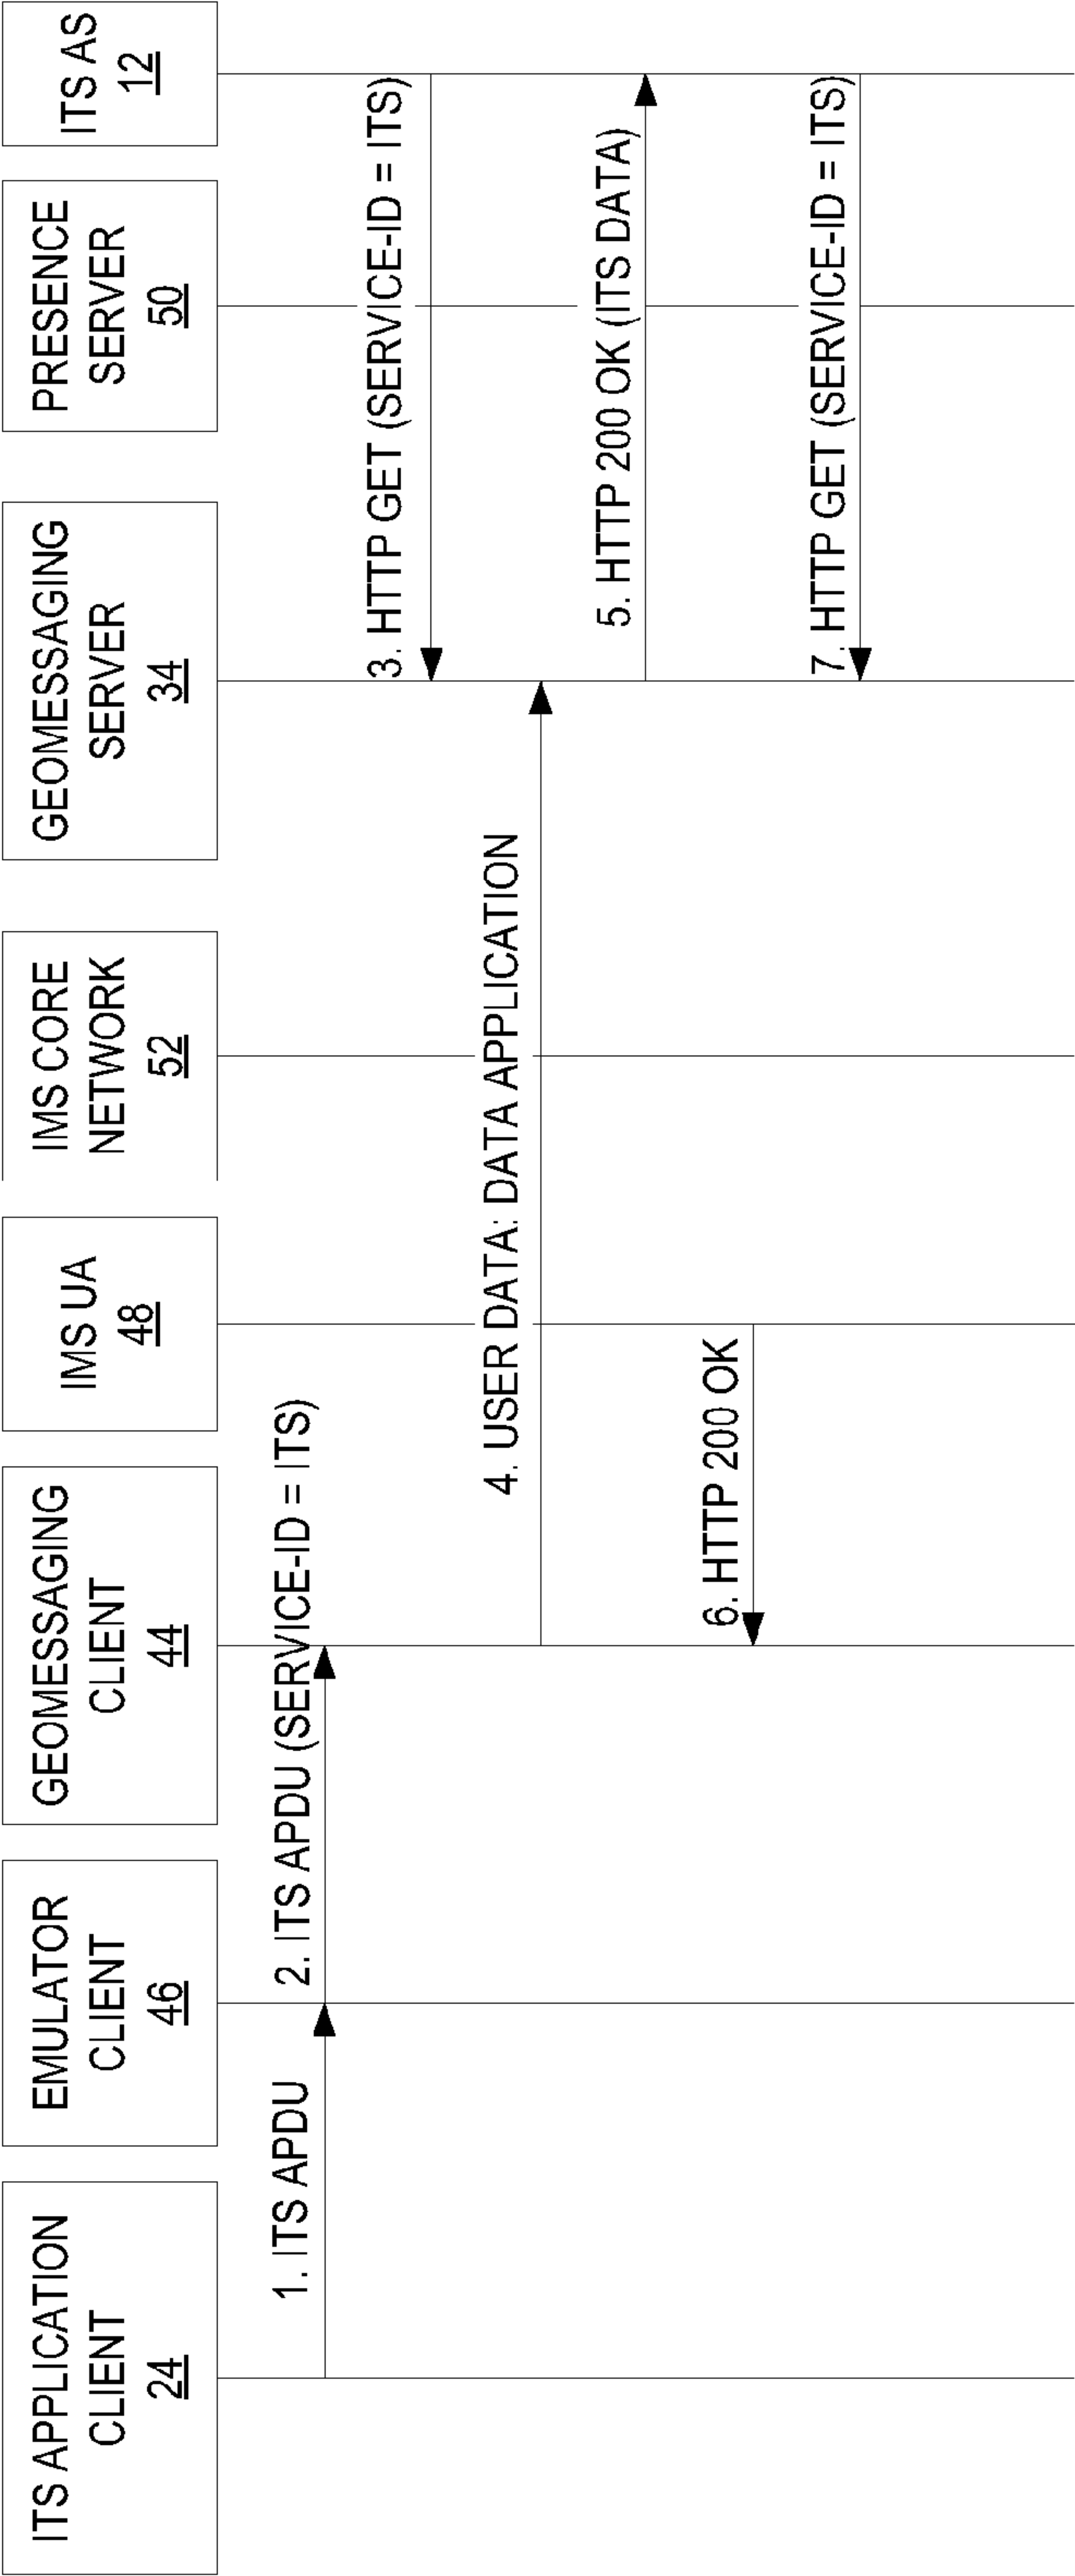 ITS APPLICATION
CLIENT
24
EMULATOR
CLIENT
46
GEOMESSAGING
CLIENT
44
IMS UA
48
IMS CORE
NETWORK
52
GEOMESSAGING
SERVER
34
PRESENCE
SERVER
50
ITS AS
12
1. ITS APDU
2. ITS APDU (SERVICE-ID = ITS)
3. HTTP GET (SERVICE-ID = ITS)
4. USER DATA: DATA APPLICATION
5. HTTP 200 OK (ITS DATA)
6. HTTP 200 OK
7. HTTP GET (SERVICE-ID = ITS)